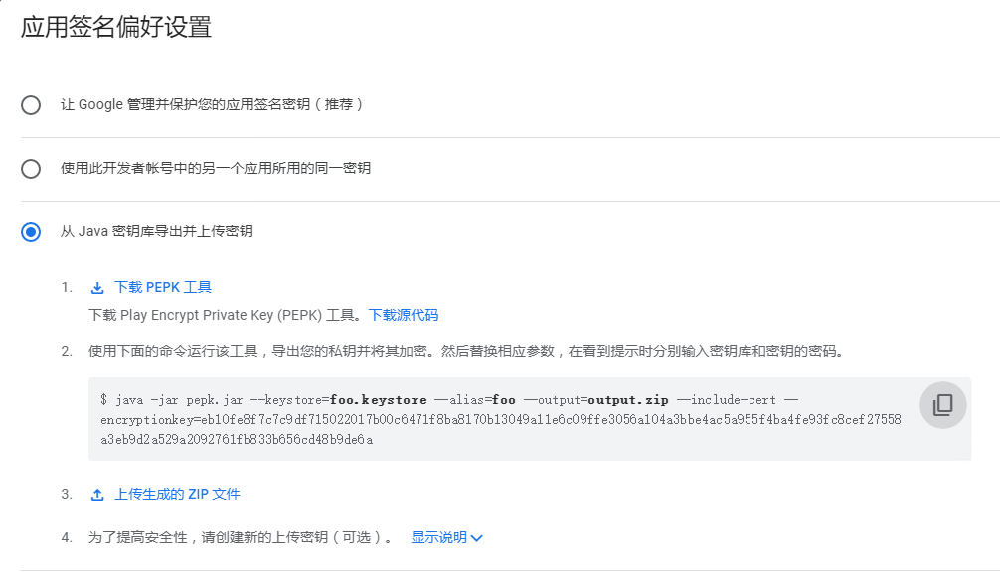 应用签名偏好设置
让 Google 管理并保护您的应用签名密钥（推荐）
使用此开发者帐号中的另一个应用所用的同一密钥
从 Java 密钥库导出并上传密钥
1. 下载 PEPK 工具
下载 Play Encrypt Private Key (PEPK) 工具。下载源代码
2. 使用下面的命令运行该工具，导出您的私钥并将其加密。然后替换相应参数，在看到提示时分别输入密钥库和密钥的密码。
$ java -jar pepk.jar --keystore=foo.keystore --alias=foo --output=output.zip --include-cert --
encryptionkey=eb10fe8f7c7c9df715022017b00c6471f8ba8170b13049a11e6c09ffe3056a104a3bbe4ac5a955f4ba4fe93fc8cef27558
a3eb9d2a529a2092761fb833b656cd48b9de6a
3. 上传生成的 ZIP 文件
4. 为了提高安全性，请创建新的上传密钥（可选）。 显示说明